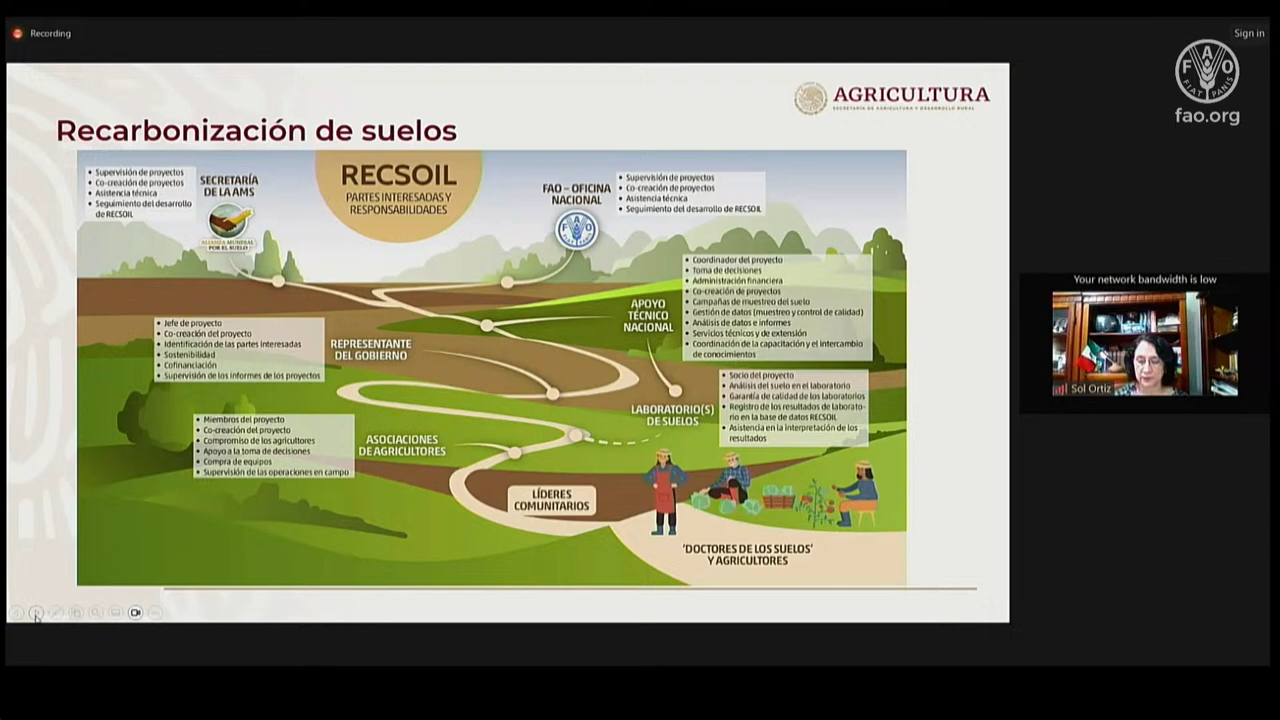 Recording
Sign in
F A O
FIAT PANIS
fao.org
AGRICULTURA
SECRETARÍA DE AGRICULTURA Y DESARROLLO RURAL
Recarbonización de suelos
• Supervisión de proyectos
• Co-creación de proyectos
• Asistencia técnica
• Seguimiento del desarrollo
de RECSOIL
SECRETARÍA
DE LA AMS
ALIANZA MUNDIAL
POR EL SUELO
RECSOIL
PARTES INTERESADAS Y
RESPONSABILIDADES
FAO – OFICINA
NACIONAL
F A O
FIAT PANIS
• Supervisión de proyectos
• Co-creación de proyectos
• Asistencia técnica
• Seguimiento del desarrollo de RECSOIL
• Coordinador del proyecto
• Toma de decisiones
• Administración financiera
• Co-creación de proyectos
• Campañas de muestreo del suelo
• Gestión de datos (muestreo y control de calidad)
• Análisis de datos e informes
• Servicios técnicos y de extensión
• Coordinación de la capacitación y el intercambio
de conocimientos
APOYO
TÉCNICO
NACIONAL
• Jefe de proyecto
• Co-creación del proyecto
• Identificación de las partes interesadas
• Sostenibilidad
• Cofinanciación
• Supervisión de los informes de los proyectos
REPRESENTANTE
DEL GOBIERNO
LABORATORIO(S)
DE SUELOS
• Socio del proyecto
• Análisis del suelo en el laboratorio
• Garantía de calidad de los laboratorios
• Registro de los resultados de laborato-
rio en la base de datos RECSOIL
• Asistencia en la interpretación de los
resultados
• Miembros del proyecto
• Co-creación del proyecto
• Compromiso de los agricultores
• Apoyo a la toma de decisiones
• Compra de equipos
• Supervisión de las operaciones en campo
ASOCIACIONES
DE AGRICULTORES
LÍDERES
COMUNITARIOS
'DOCTORES DE LOS SUELOS'
Y AGRICULTORES
Your network bandwidth is low
Sol Ortiz